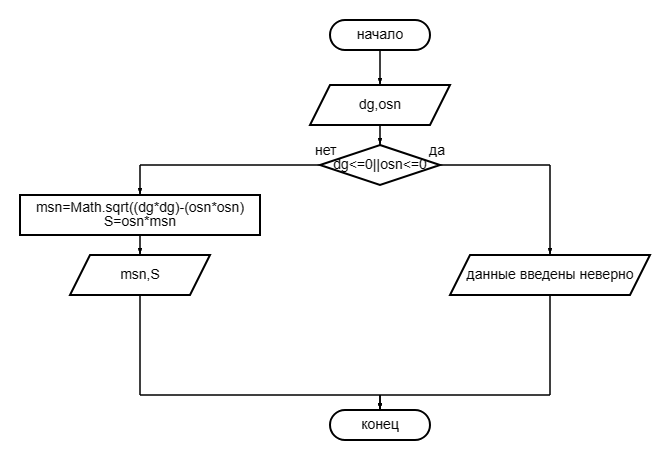 начало
dg,osn
нет
да
dg<=0||osn<=0
msn=Math.sqrt((dg*dg)-(osn*osn)
S=osn*msn
msn,S
данные введены неверно
конец